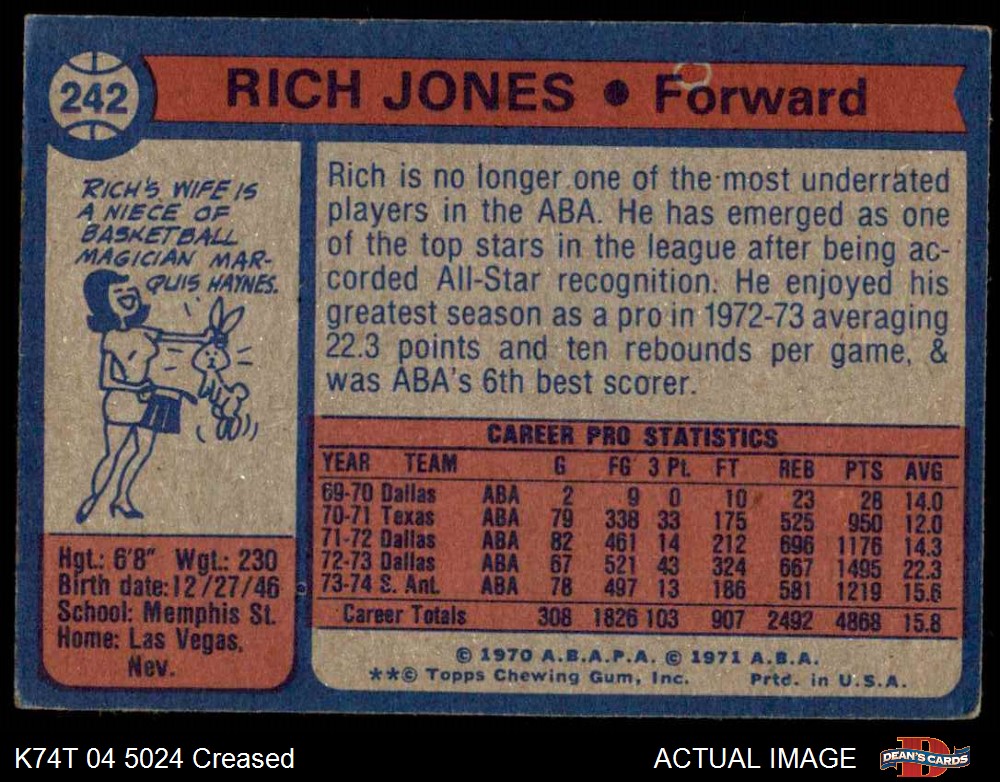 242
RICH JONES • Forward
RICH'S WIFE IS
A NIECE OF
BASKETBALL
MAGICIAN MAR-
QUIS HAYNES.
Rich is no longer one of the most underrated
players in the ABA. He has emerged as one
of the top stars in the league after being ac-
corded All-Star recognition. He enjoyed his
greatest season as a pro in 1972-73 averaging
22.3 points and ten rebounds per game, &
was ABA's 6th best scorer.
CAREER PRO STATISTICS
YEAR TEAM G FG 3 Pt. FT REB PTS AVG
69-70 Dallas ABA 2 9 0 10 23 28 14.0
70-71 Texas ABA 79 338 33 175 525 950 12.0
71-72 Dallas ABA 82 461 14 212 696 1176 14.3
72-73 Dallas ABA 67 521 43 324 667 1495 22.3
73-74 S. Ant. ABA 78 497 13 186 581 1219 15.6
Career Totals 308 1826 103 907 2492 4868 15.8
Hgt.: 6'8" Wgt.: 230
Birth date: 12/27/46
School: Memphis St.
Home: Las Vegas,
Nev.
© 1970 A.B.A.P.A. © 1971 A.B.A.
**© Topps Chewing Gum, Inc. Prtd. in U.S.A.
K74T 04 5024 Creased
ACTUAL IMAGE
DEAN'S CARDS